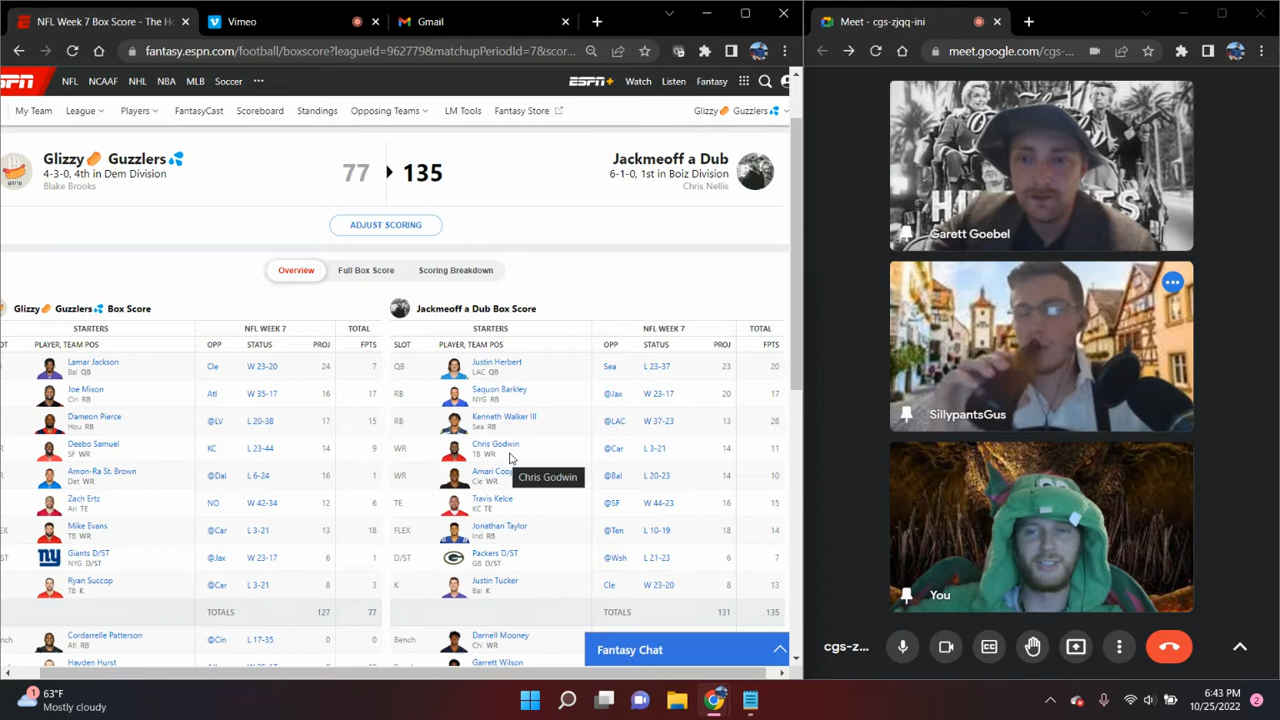 NFL Week 7 Box Score - The H
Vimeo
Gmail
Meet - cgs-zjqq-ini
fantasy.espn.com/football/boxscore?leagueId=962779&matchupPeriodId=7&scor...
meet.google.com/cgs-...
NFL NCAAF NHL NBA MLB Soccer ...
ESPN+ Watch Listen Fantasy
My Team League Players FantasyCast Scoreboard Standings Opposing Teams LM Tools Fantasy Store Glizzy🌭 Guzzlers💦
Glizzy🌭 Guzzlers💦
4-3-0, 4th in Dem Division
Blake Brooks
77 135
Jackmeoff a Dub
6-1-0, 1st in Boiz Division
Chris Nellis
ADJUST SCORING
Overview Full Box Score Scoring Breakdown
Glizzy🌭 Guzzlers💦 Box Score
STARTERS NFL WEEK 7 TOTAL
PLAYER, TEAM POS OPP STATUS PROJ FPTS
Lamar Jackson Cle W 23-20 24 7
Bal QB
Joe Mixon Atl W 35-17 16 17
Cin RB
Dameon Pierce @LV L 20-38 17 15
Hou RB
Deebo Samuel KC L 23-44 14 9
SF WR
Amon-Ra St. Brown @Dal L 6-24 16 1
Det WR
Zach Ertz NO W 42-34 12 6
Ari TE
Mike Evans @Car L 3-21 13 18
TB WR
Giants D/ST @Jax W 23-17 6 1
NYG D/ST
Ryan Succop @Car L 3-21 8 3
TB K
TOTALS 127 77
Cordarrelle Patterson @Cin L 17-35 0 0
Atl RB
Hayden Hurst
Jackmeoff a Dub Box Score
STARTERS NFL WEEK 7 TOTAL
SLOT PLAYER, TEAM POS OPP STATUS PROJ FPTS
QB Justin Herbert Sea L 23-37 23 20
LAC QB
RB Saquon Barkley @Jax W 23-17 20 17
NYG RB
RB Kenneth Walker III @LAC W 37-23 13 28
Sea RB
WR Chris Godwin @Car L 3-21 14 11
TB WR
WR Amari Coo @Bal L 20-23 14 10
Cle WR
Chris Godwin
TE Travis Kelce @SF W 44-23 16 15
KC TE
FLEX Jonathan Taylor @Ten L 10-19 18 14
Ind RB
D/ST Packers D/ST @Wsh L 21-23 6 7
GB D/ST
K Justin Tucker Cle W 23-20 8 13
Bal K
TOTALS 131 135
Bench Darnell Mooney
Chi WR
Garrett Wilson
Fantasy Chat
Garett Goebel
SillypantsGus
You
cgs-z...
63°F
Mostly cloudy
6:43 PM
10/25/2022